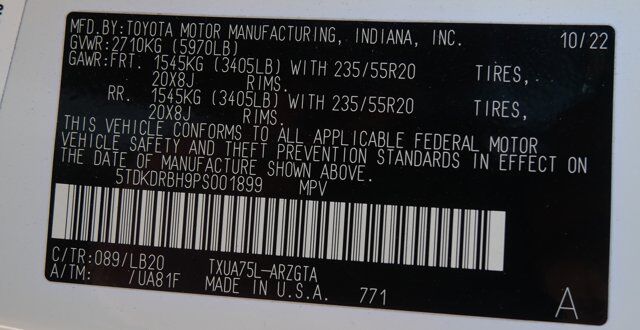 MFD.BY:TOYOTA MOTOR MANUFACTURING, INDIANA, INC. 10/22
GVWR:2710KG (5970LB)
GAWR:FRT. 1545KG (3405LB) WITH 235/55R20 TIRES,
20X8J RIMS.
RR. 1545KG (3405LB) WITH 235/55R20 TIRES,
20X8J RIMS.
THIS VEHICLE CONFORMS TO ALL APPLICABLE FEDERAL MOTOR
VEHICLE SAFETY AND THEFT PREVENTION STANDARDS IN EFFECT ON
THE DATE OF MANUFACTURE SHOWN ABOVE.
5TDKDRBH9PS001899 MPV
C/TR:089/LB20 TXUA75L-ARZGTA
A/TM: /UA81F MADE IN U.S.A. 771 A